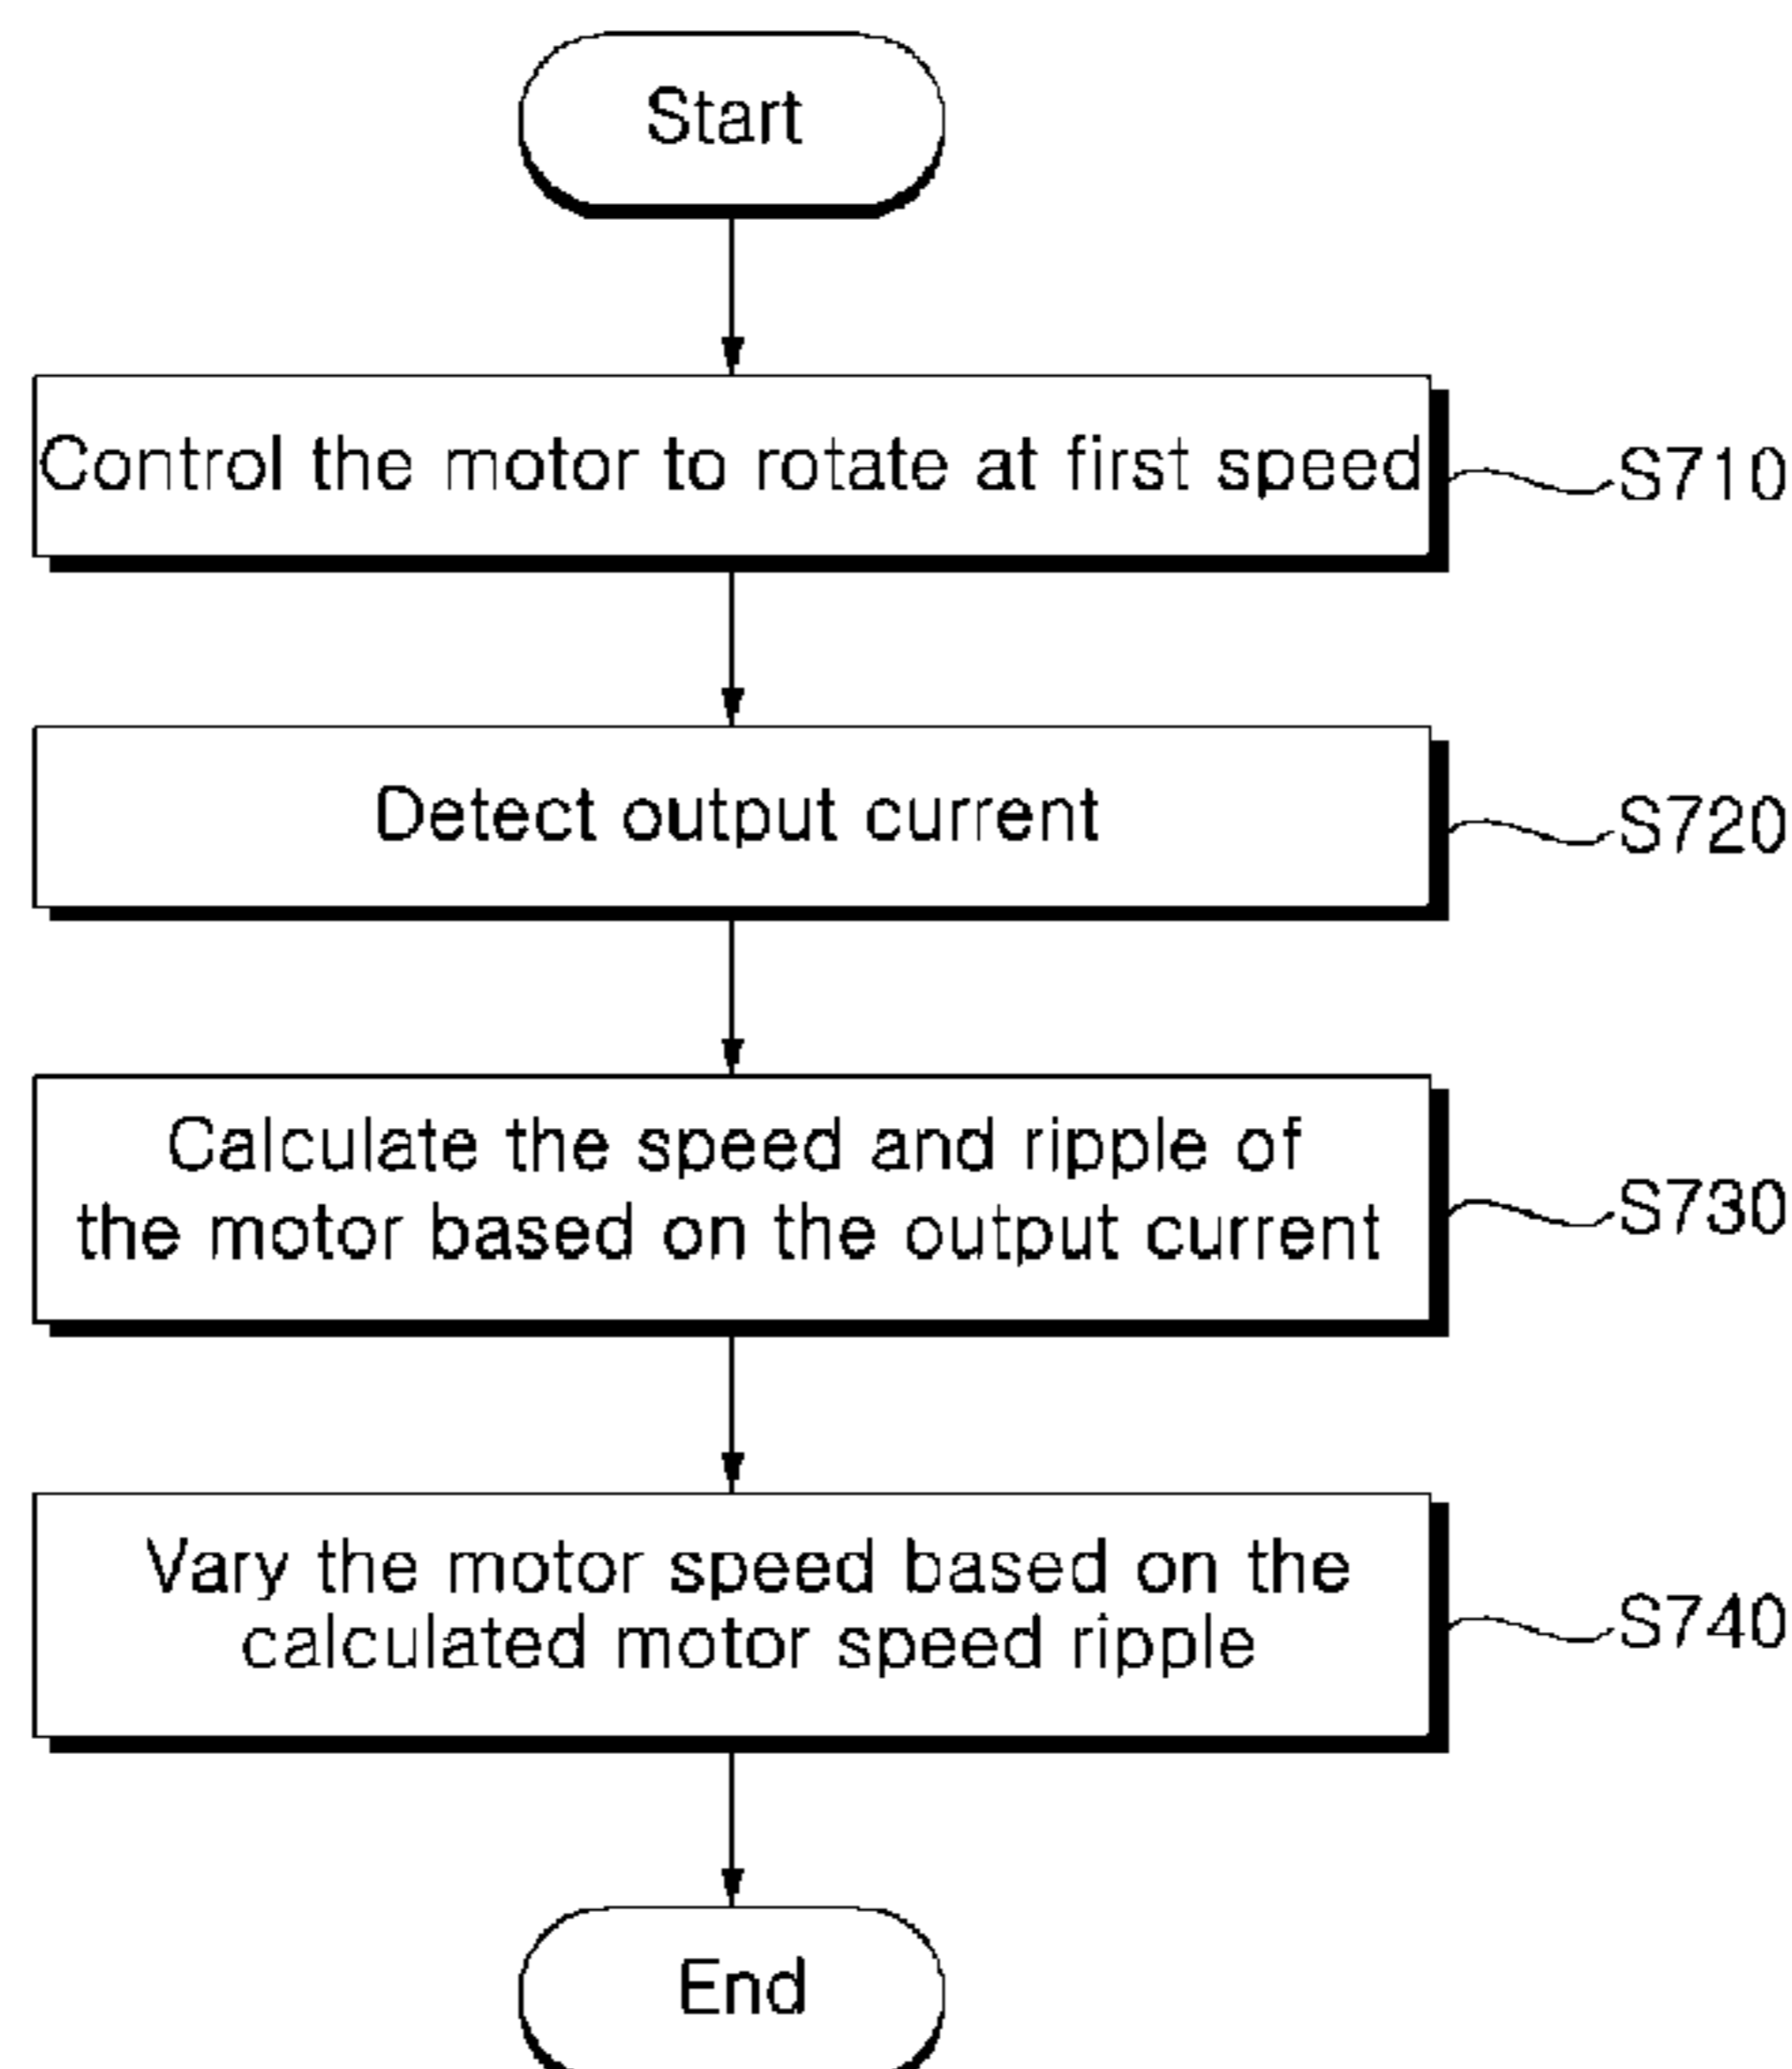 Start
Control the motor to rotate at first speed
S710
Detect output current
S720
Calculate the speed and ripple of
the motor based on the output current
S730
Vary the motor speed based on the
calculated motor speed ripple
S740
End